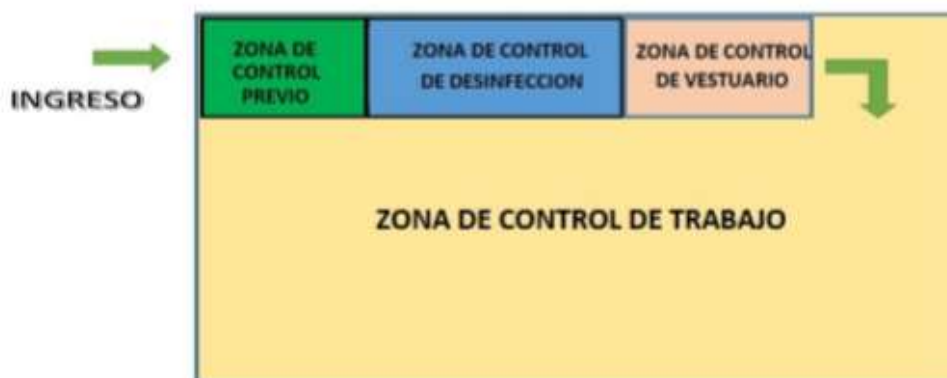 INGRESO
ZONA DE
CONTROL
PREVIO
ZONA DE CONTROL
DE DESINFECCION
ZONA DE CONTROL
DE VESTUARIO
ZONA DE CONTROL DE TRABAJO